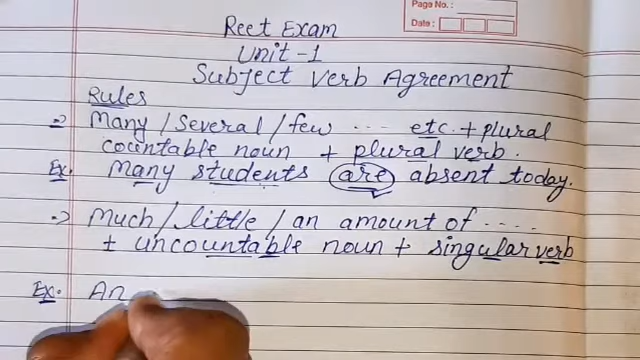 Page No. :
Date :
Reet Exam
Unit - 1
Subject Verb Agreement
Rules
=> Many / Several / few ... etc. + plural
countable noun + plural verb.
Ex. Many students are absent today.
=> Much / little / an amount of ....
+ uncountable noun + singular verb
Ex. An